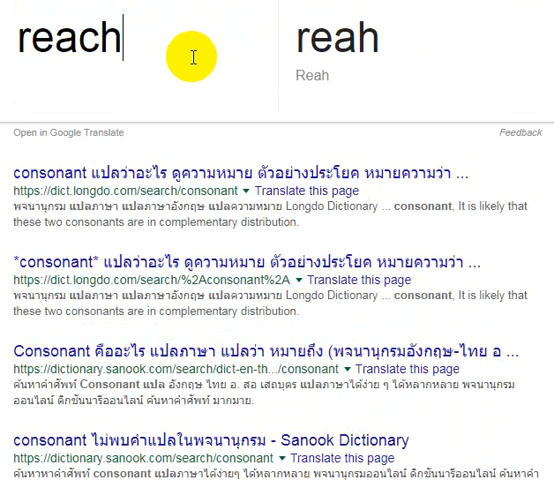 reach
reah
Reah
Open in Google Translate
Feedback
consonant แปลว่าอะไร ดูความหมาย ตัวอย่างประโยค หมายความว่า ...
https://dict.longdo.com/search/consonant ▼ Translate this page
พจนานุกรม แปลภาษา แปลภาษาอังกฤษ แปลความหมาย Longdo Dictionary ... consonant, It is likely that
these two consonants are in complementary distribution.
*consonant* แปลว่าอะไร ดูความหมาย ตัวอย่างประโยค หมายความว่า ...
https://dict.longdo.com/search/%2Aconsonant%2A ▼ Translate this page
พจนานุกรม แปลภาษา แปลภาษาอังกฤษ แปลความหมาย Longdo Dictionary ... consonant, It is likely that
these two consonants are in complementary distribution.
Consonant คืออะไร แปลภาษา แปลว่า หมายถึง (พจนานุกรมอังกฤษ-ไทย อ ...
https://dictionary.sanook.com/search/dict-en-th.../consonant ▼ Translate this page
ค้นหาคำศัพท์ Consonant แปล อังกฤษ ไทย อ. สอ เสถบุตร แปลภาษาได้ง่าย ๆ ได้หลากหลาย พจนานุกรม
ออนไลน์ ดิกชันนารีออนไลน์ ค้นหาคำศัพท์ มากมาย.
consonant ไม่พบคำแปลในพจนานุกรม - Sanook Dictionary
https://dictionary.sanook.com/search/consonant ▼ Translate this page
ค้นหาคำศัพท์ consonant แปลภาษาได้ง่ายๆ ได้หลากหลาย พจนานุกรมออนไลน์ ดิกชันนารีออนไลน์ ค้นหาคำ